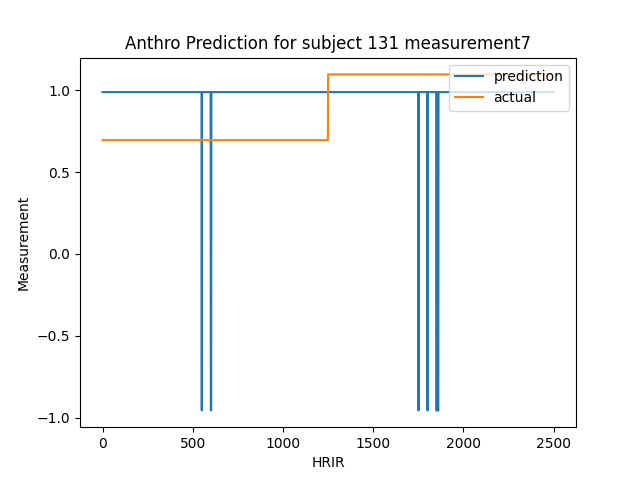 Anthro Prediction for subject 131 measurement7
prediction
actual
1.0
0.5
0.0
−0.5
−1.0
Measurement
0 500 1000 1500 2000 2500
HRIR